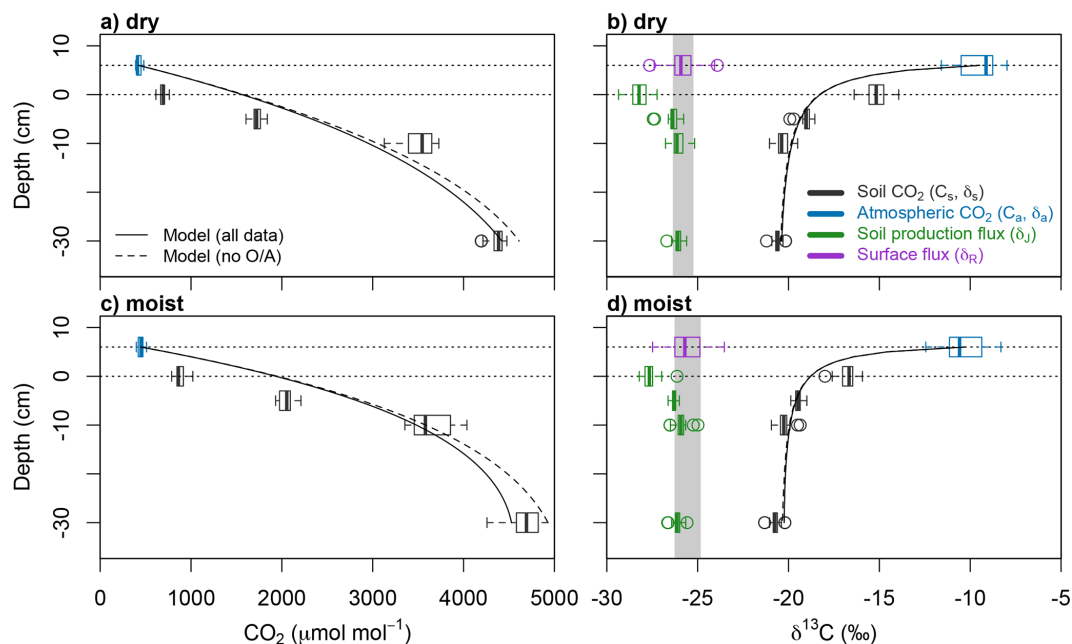 a) dry
b) dry
Depth (cm)
10
0
-10
-30
Model (all data)
Model (no O/A)
Soil CO₂ (Cₛ, δₛ)
Atmospheric CO₂ (Cₐ, δₐ)
Soil production flux (δJ)
Surface flux (δR)
c) moist
d) moist
Depth (cm)
10
0
-10
-30
0 1000 2000 3000 4000 5000
-30 -25 -20 -15 -10 -5
CO₂ (μmol mol⁻¹)
δ¹³C (‰)